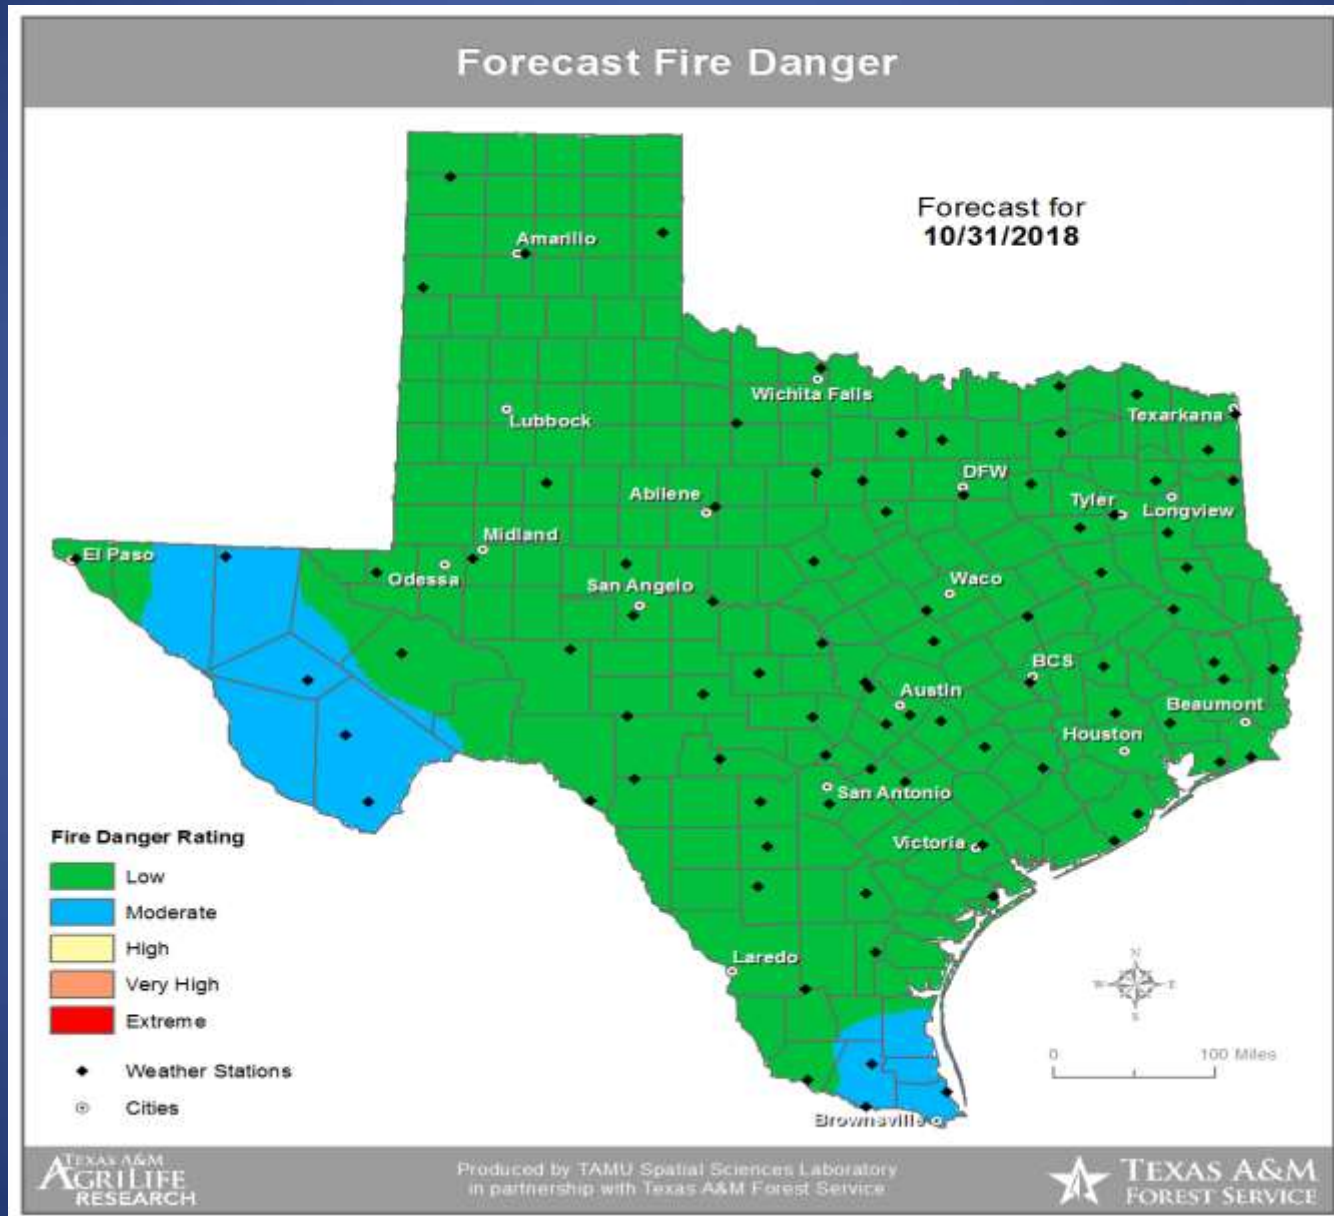 Forecast Fire Danger
Forecast for
10/31/2018
Amarillo
Wichita Falls
Texarkana
Lubbock
DFW
Abilene
Tyler
Longview
Midland
El Paso
Odessa
San Angelo
Waco
BCS
Austin
Beaumont
Houston
San Antonio
Victoria
Laredo
Brownsville
Fire Danger Rating
Low
Moderate
High
Very High
Extreme
Weather Stations
Cities
N
W E
S
0 100 Miles
TEXAS A&M
AGRILIFE
RESEARCH
Produced by TAMU Spatial Sciences Laboratory
in partnership with Texas A&M Forest Service
TEXAS A&M
FOREST SERVICE